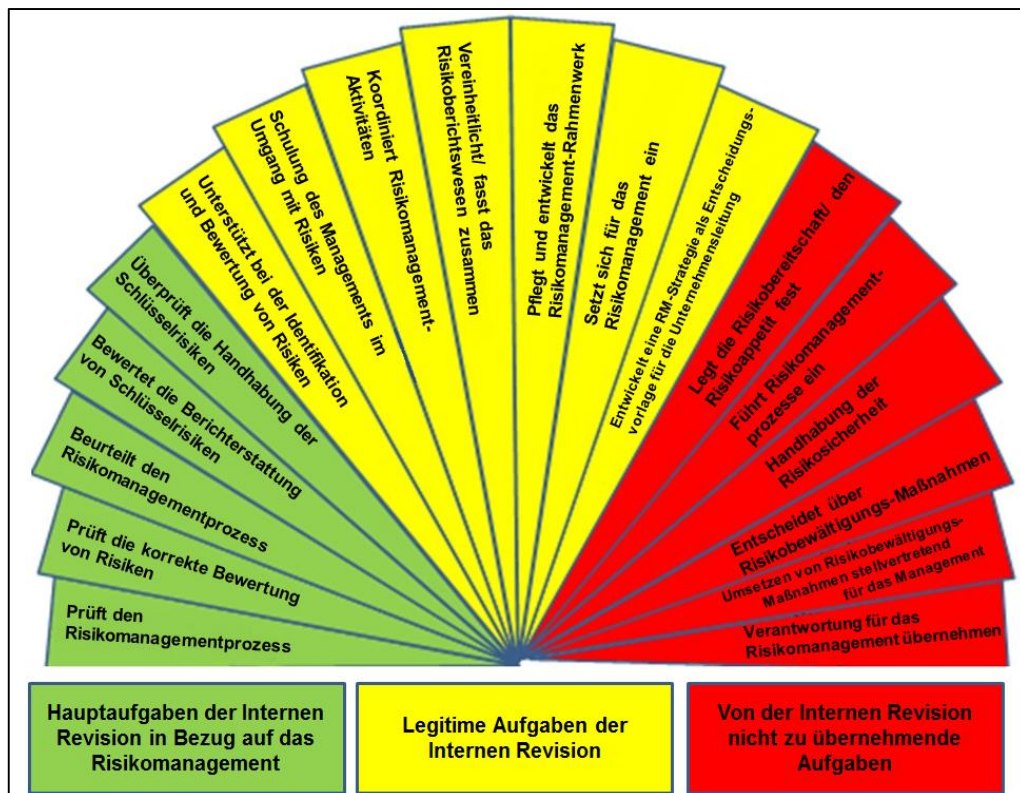 Prüft den
Risikomanagementprozess
Prüft die korrekte Bewertung
von Risiken
Beurteilt den
Risikomanagementprozess
Bewertet die Berichterstattung
von Schlüsselrisiken
Überprüft die Handhabung der
Schlüsselrisiken
Unterstützt bei der Identifikation
und Bewertung von Risiken
Schulung des Managements im
Umgang mit Risiken
Koordiniert Risikomanagement-
Aktivitäten
Vereinheitlicht/ fasst das
Risikoberichtswesen zusammen
Pflegt und entwickelt das
Risikomanagement-Rahmenwerk
Setzt sich für das
Risikomanagement ein
Entwickelt eine RM-Strategie als Entscheidungs-
vorlage für die Unternehmensleitung
Legt die Risikobereitschaft/ den
Risikoappetit fest
Führt Risikomanagement-
prozesse ein
Handhabung der
Risikosicherheit
Entscheidet über
Risikobewältigungs-Maßnahmen
Umsetzen von Risikobewältigungs-
Maßnahmen stellvertretend
für das Management
Verantwortung für das
Risikomanagement übernehmen
Hauptaufgaben der Internen
Revision in Bezug auf das
Risikomanagement
Legitime Aufgaben der
Internen Revision
Von der Internen Revision
nicht zu übernehmende
Aufgaben